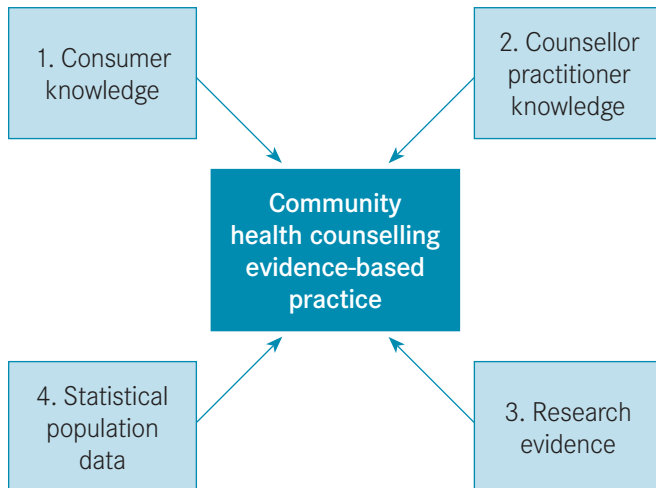 1. Consumer
knowledge
2. Counsellor
practitioner
knowledge
Community
health counselling
evidence-based
practice
4. Statistical
population
data
3. Research
evidence